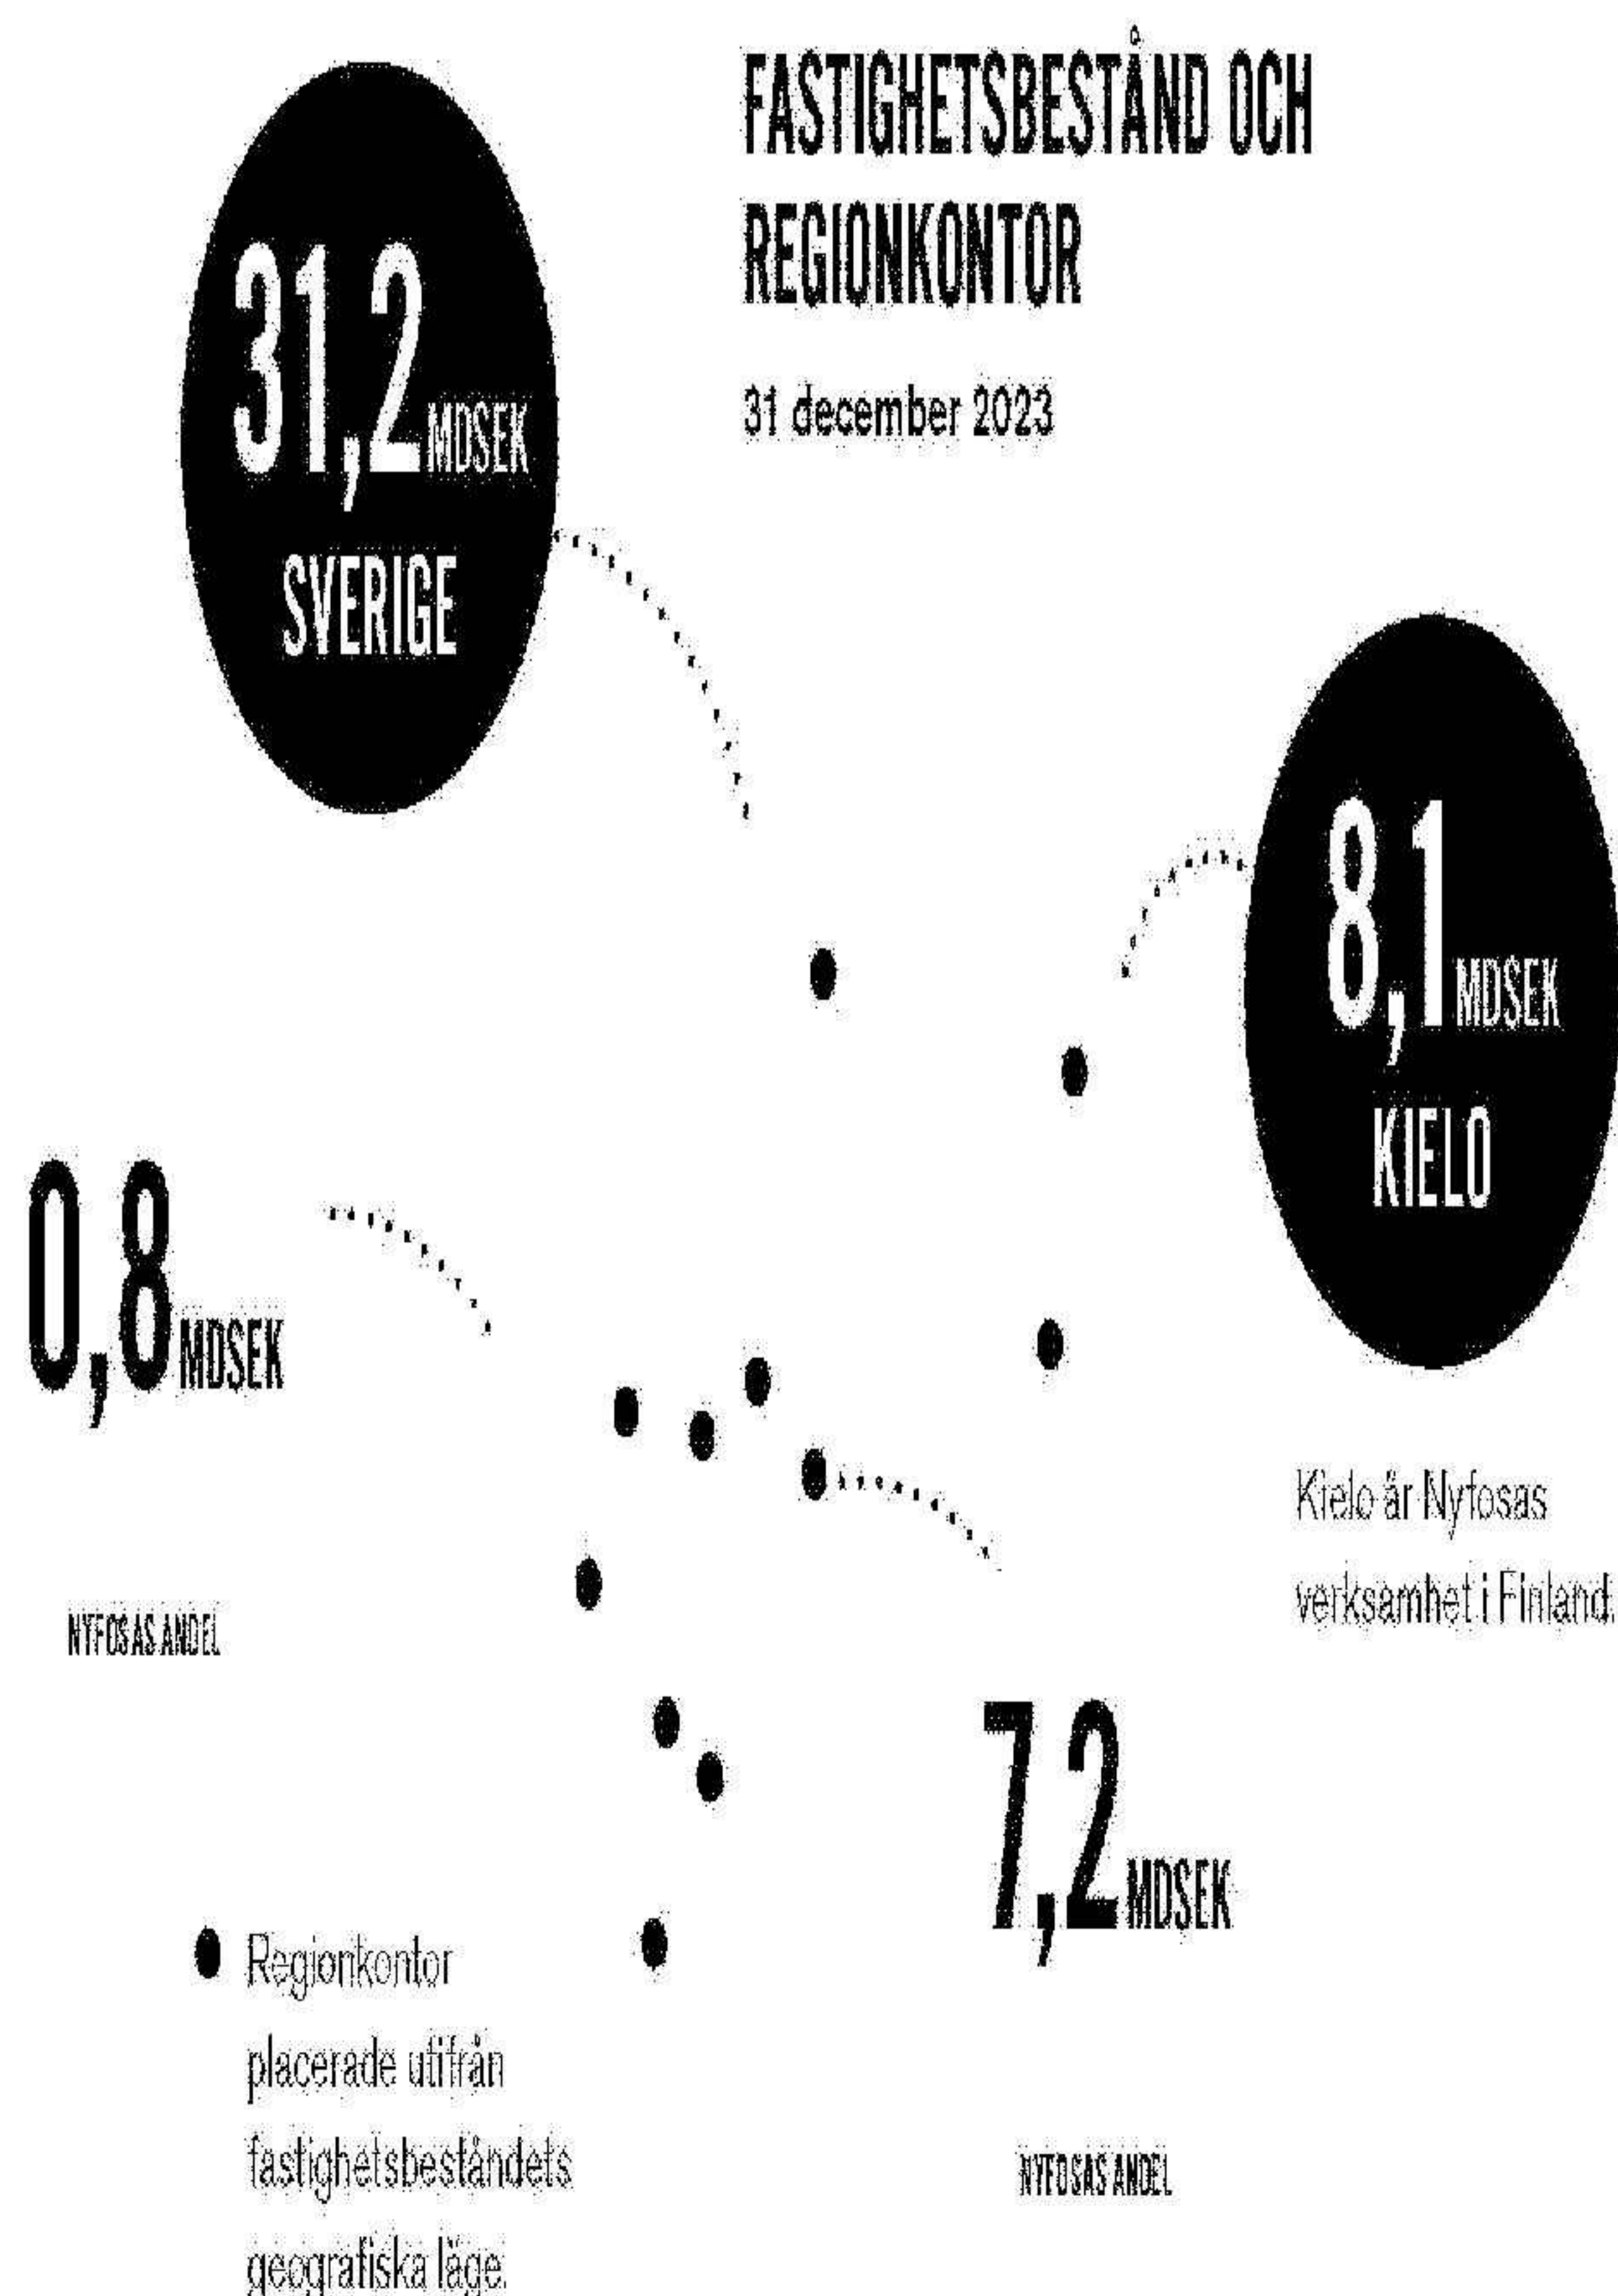 FASTIGHETSBESTÅND OCH
REGIONKONTOR
31 december 2023
31,2 MDSEK
SVERIGE
8,1 MDSEK
KIELO
0,8 MDSEK
NYFOSAS ANDEL
Kielo är Nyfosas
verksamhet i Finland.
7,2 MDSEK
NYFOSAS ANDEL
Regionkontor
placerade utifrån
fastighetsbeståndets
geografiska läge.